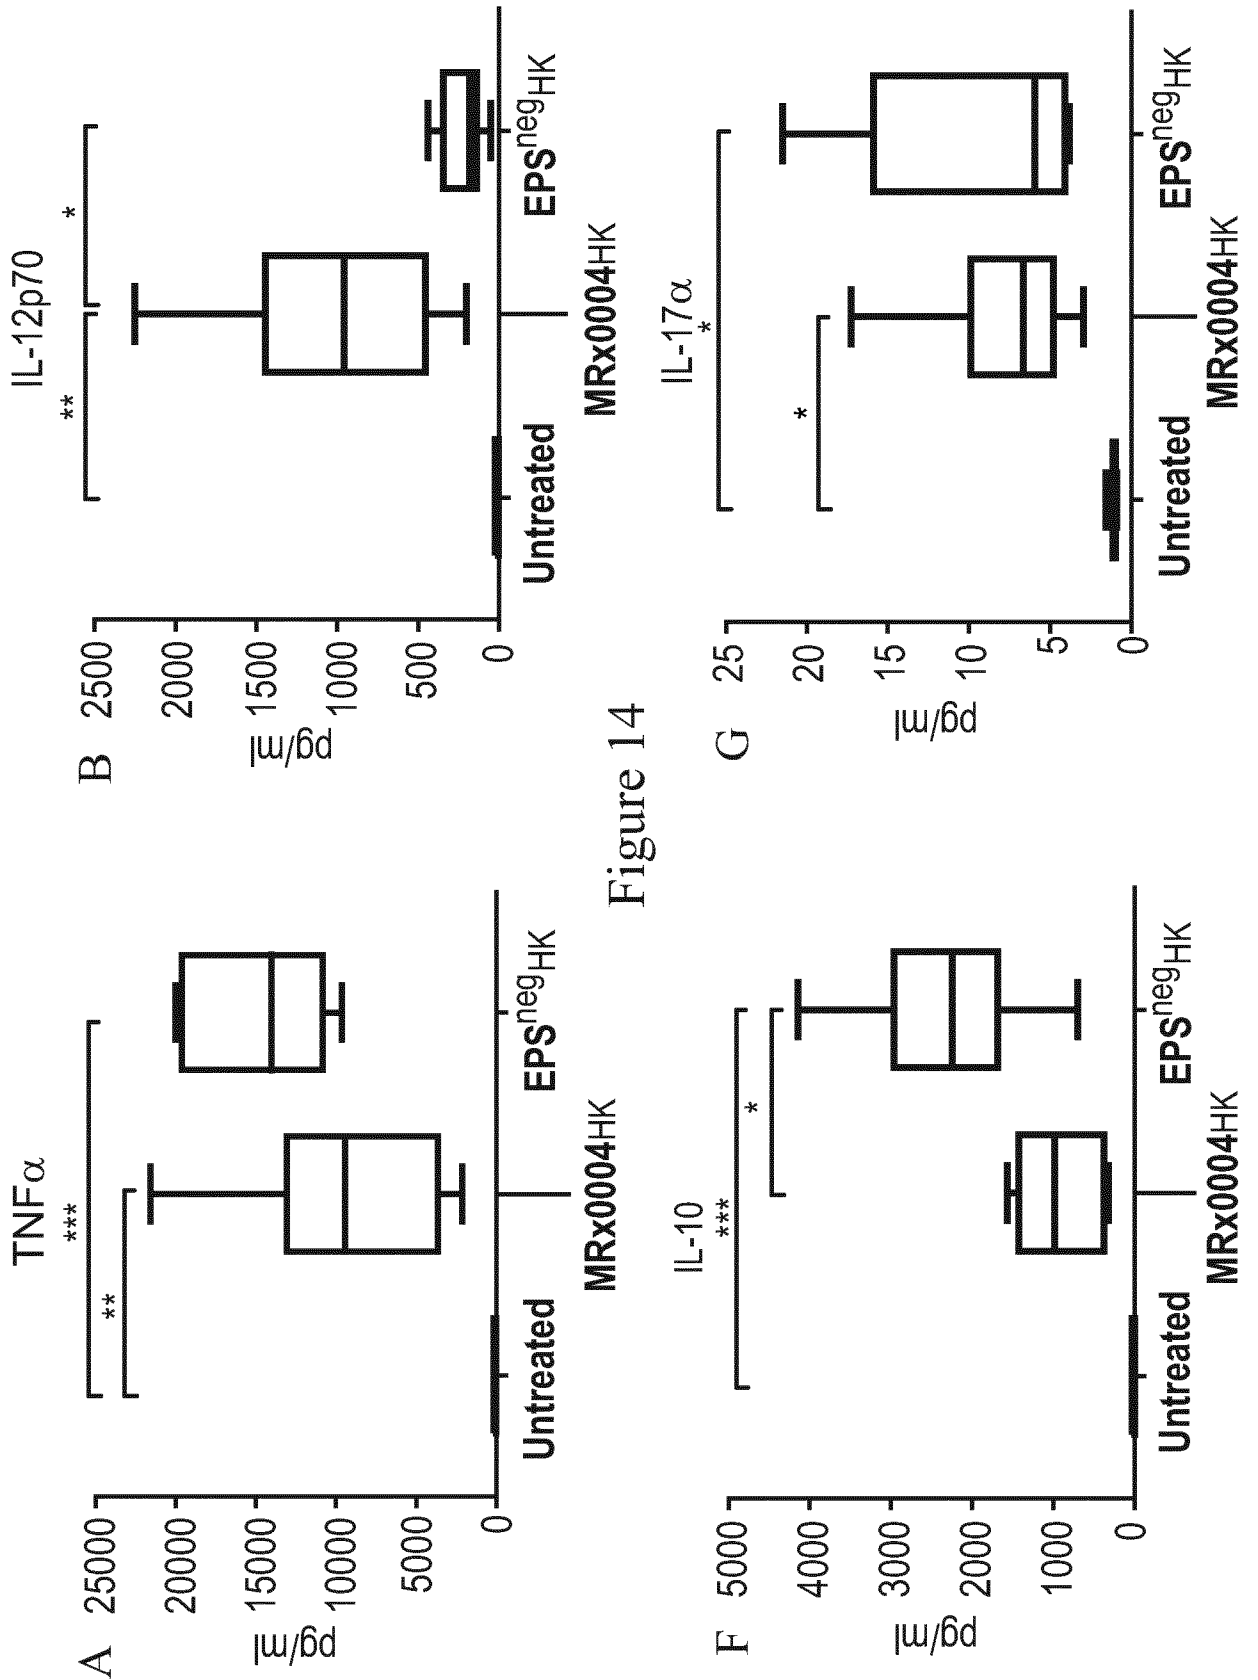 A
TNFα
***
**
pg/ml
25000
20000
15000
10000
5000
0
Untreated
MRx0004HK
EPSnegHK
B
IL-12p70
**
*
pg/ml
2500
2000
1500
1000
500
0
Untreated
MRx0004HK
EPSnegHK
Figure 14
F
IL-10
***
*
pg/ml
5000
4000
3000
2000
1000
0
Untreated
MRx0004HK
EPSnegHK
G
IL-17α
*
*
pg/ml
25
20
15
10
5
0
Untreated
MRx0004HK
EPSnegHK